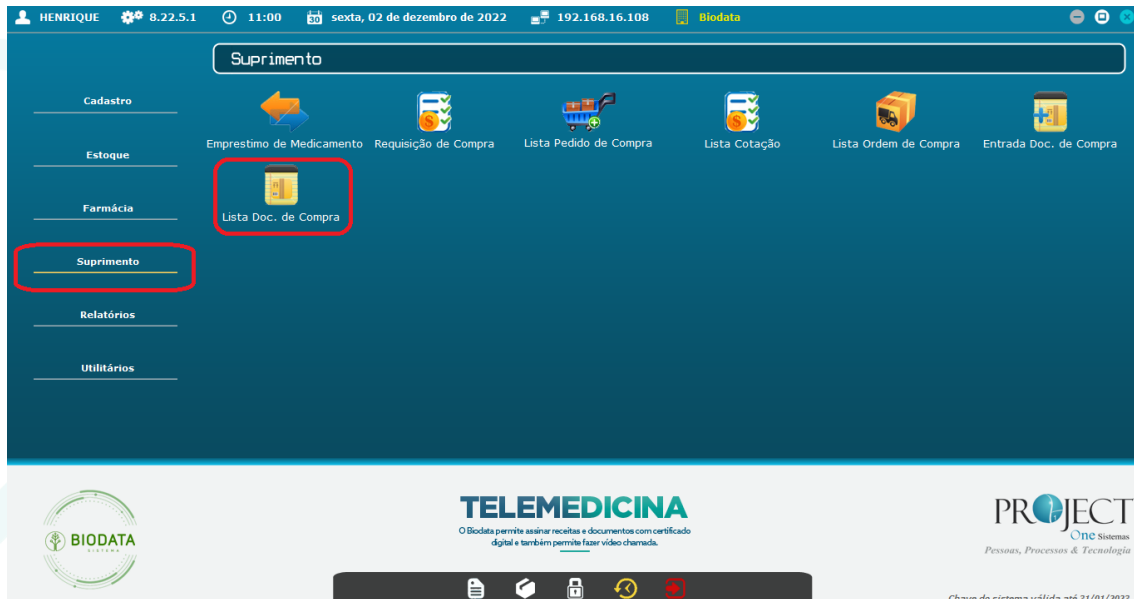 HENRIQUE 8.22.5.1 11:00 30 sexta, 02 de dezembro de 2022 192.168.16.108 Biodata
Suprimento
Cadastro
Estoque
Farmácia
Suprimento
Relatórios
Utilitários
Emprestimo de Medicamento Requisição de Compra Lista Pedido de Compra Lista Cotação Lista Ordem de Compra Entrada Doc. de Compra
Lista Doc. de Compra
BIODATA
SISTEMA
TELEMEDICINA
O Biodata permite assinar receitas e documentos com certificado
digital e também permite fazer vídeo chamada.
PROJECT
One Sistemas
Pessoas, Processos & Tecnologia